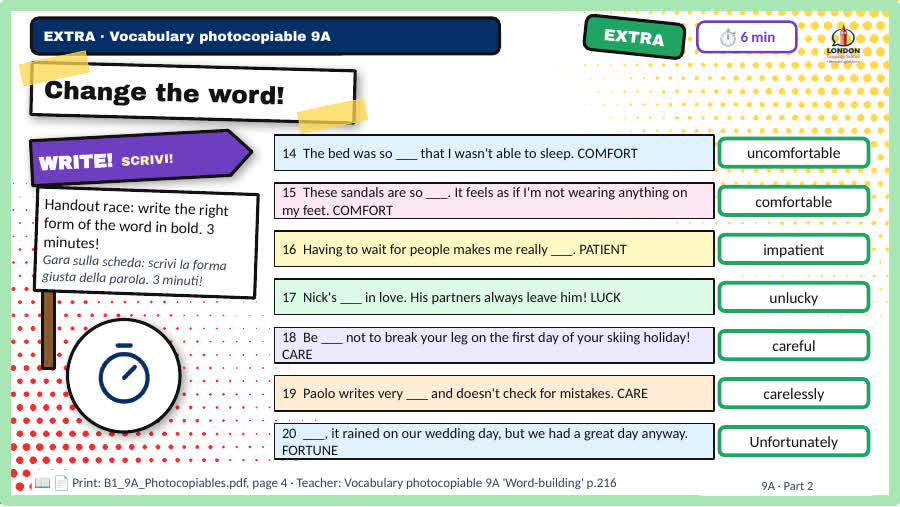 EXTRA · Vocabulary photocopiable 9A
EXTRA
⏱️ 6 min
LONDON
Change the word!
WRITE! SCRIVI!
Handout race: write the right
form of the word in bold. 3
minutes!
Gara sulla scheda: scrivi la forma
giusta della parola. 3 minuti!
14 The bed was so ___ that I wasn't able to sleep. COMFORT
uncomfortable
15 These sandals are so ___. It feels as if I'm not wearing anything on
my feet. COMFORT
comfortable
16 Having to wait for people makes me really ___. PATIENT
impatient
17 Nick's ___ in love. His partners always leave him! LUCK
unlucky
18 Be ___ not to break your leg on the first day of your skiing holiday!
CARE
careful
19 Paolo writes very ___ and doesn't check for mistakes. CARE
carelessly
20 ___, it rained on our wedding day, but we had a great day anyway.
FORTUNE
Unfortunately
📖 📄 Print: B1_9A_Photocopiables.pdf, page 4 · Teacher: Vocabulary photocopiable 9A 'Word-building' p.216
9A · Part 2